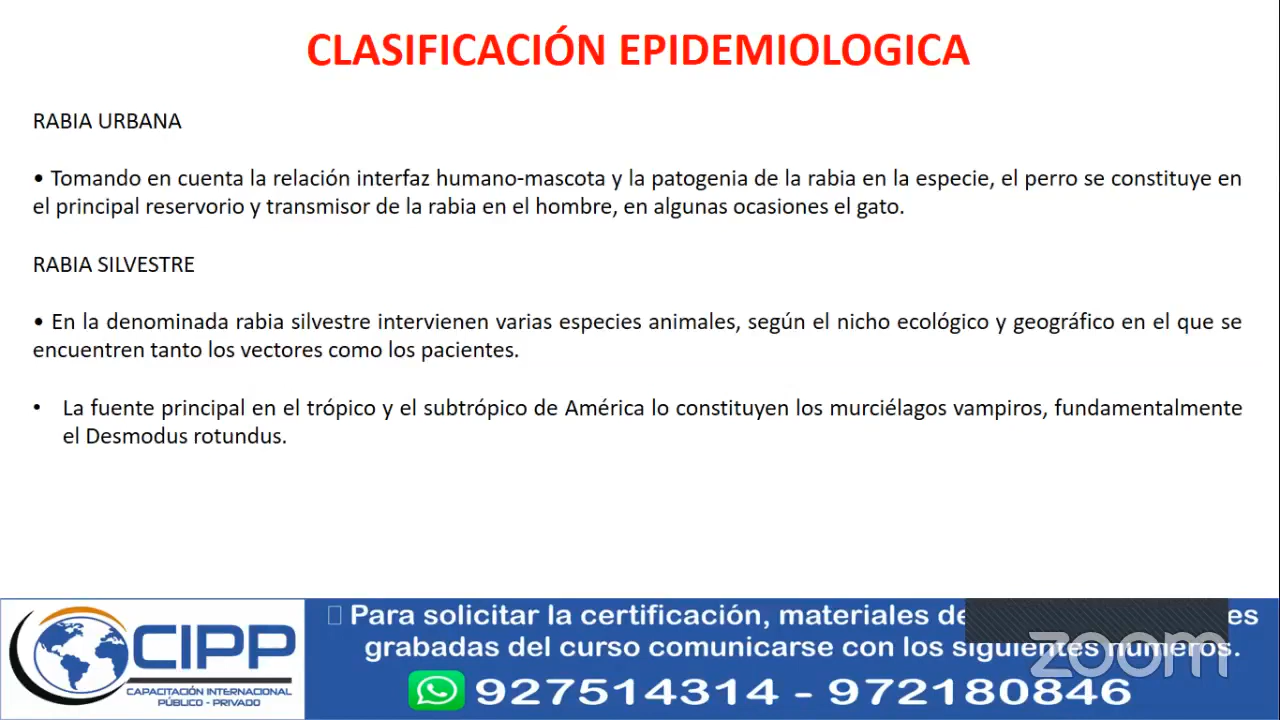 CLASIFICACIÓN EPIDEMIOLOGICA
RABIA URBANA
• Tomando en cuenta la relación interfaz humano-mascota y la patogenia de la rabia en la especie, el perro se constituye en
el principal reservorio y transmisor de la rabia en el hombre, en algunas ocasiones el gato.
RABIA SILVESTRE
• En la denominada rabia silvestre intervienen varias especies animales, según el nicho ecológico y geográfico en el que se
encuentren tanto los vectores como los pacientes.
• La fuente principal en el trópico y el subtrópico de América lo constituyen los murciélagos vampiros, fundamentalmente
el Desmodus rotundus.
CIPP
CAPACITACIÓN INTERNACIONAL
PÚBLICO - PRIVADO
Para solicitar la certificación, materiales
grabadas del curso comunicarse con los siguientes números.
927514314 - 972180846
zoom